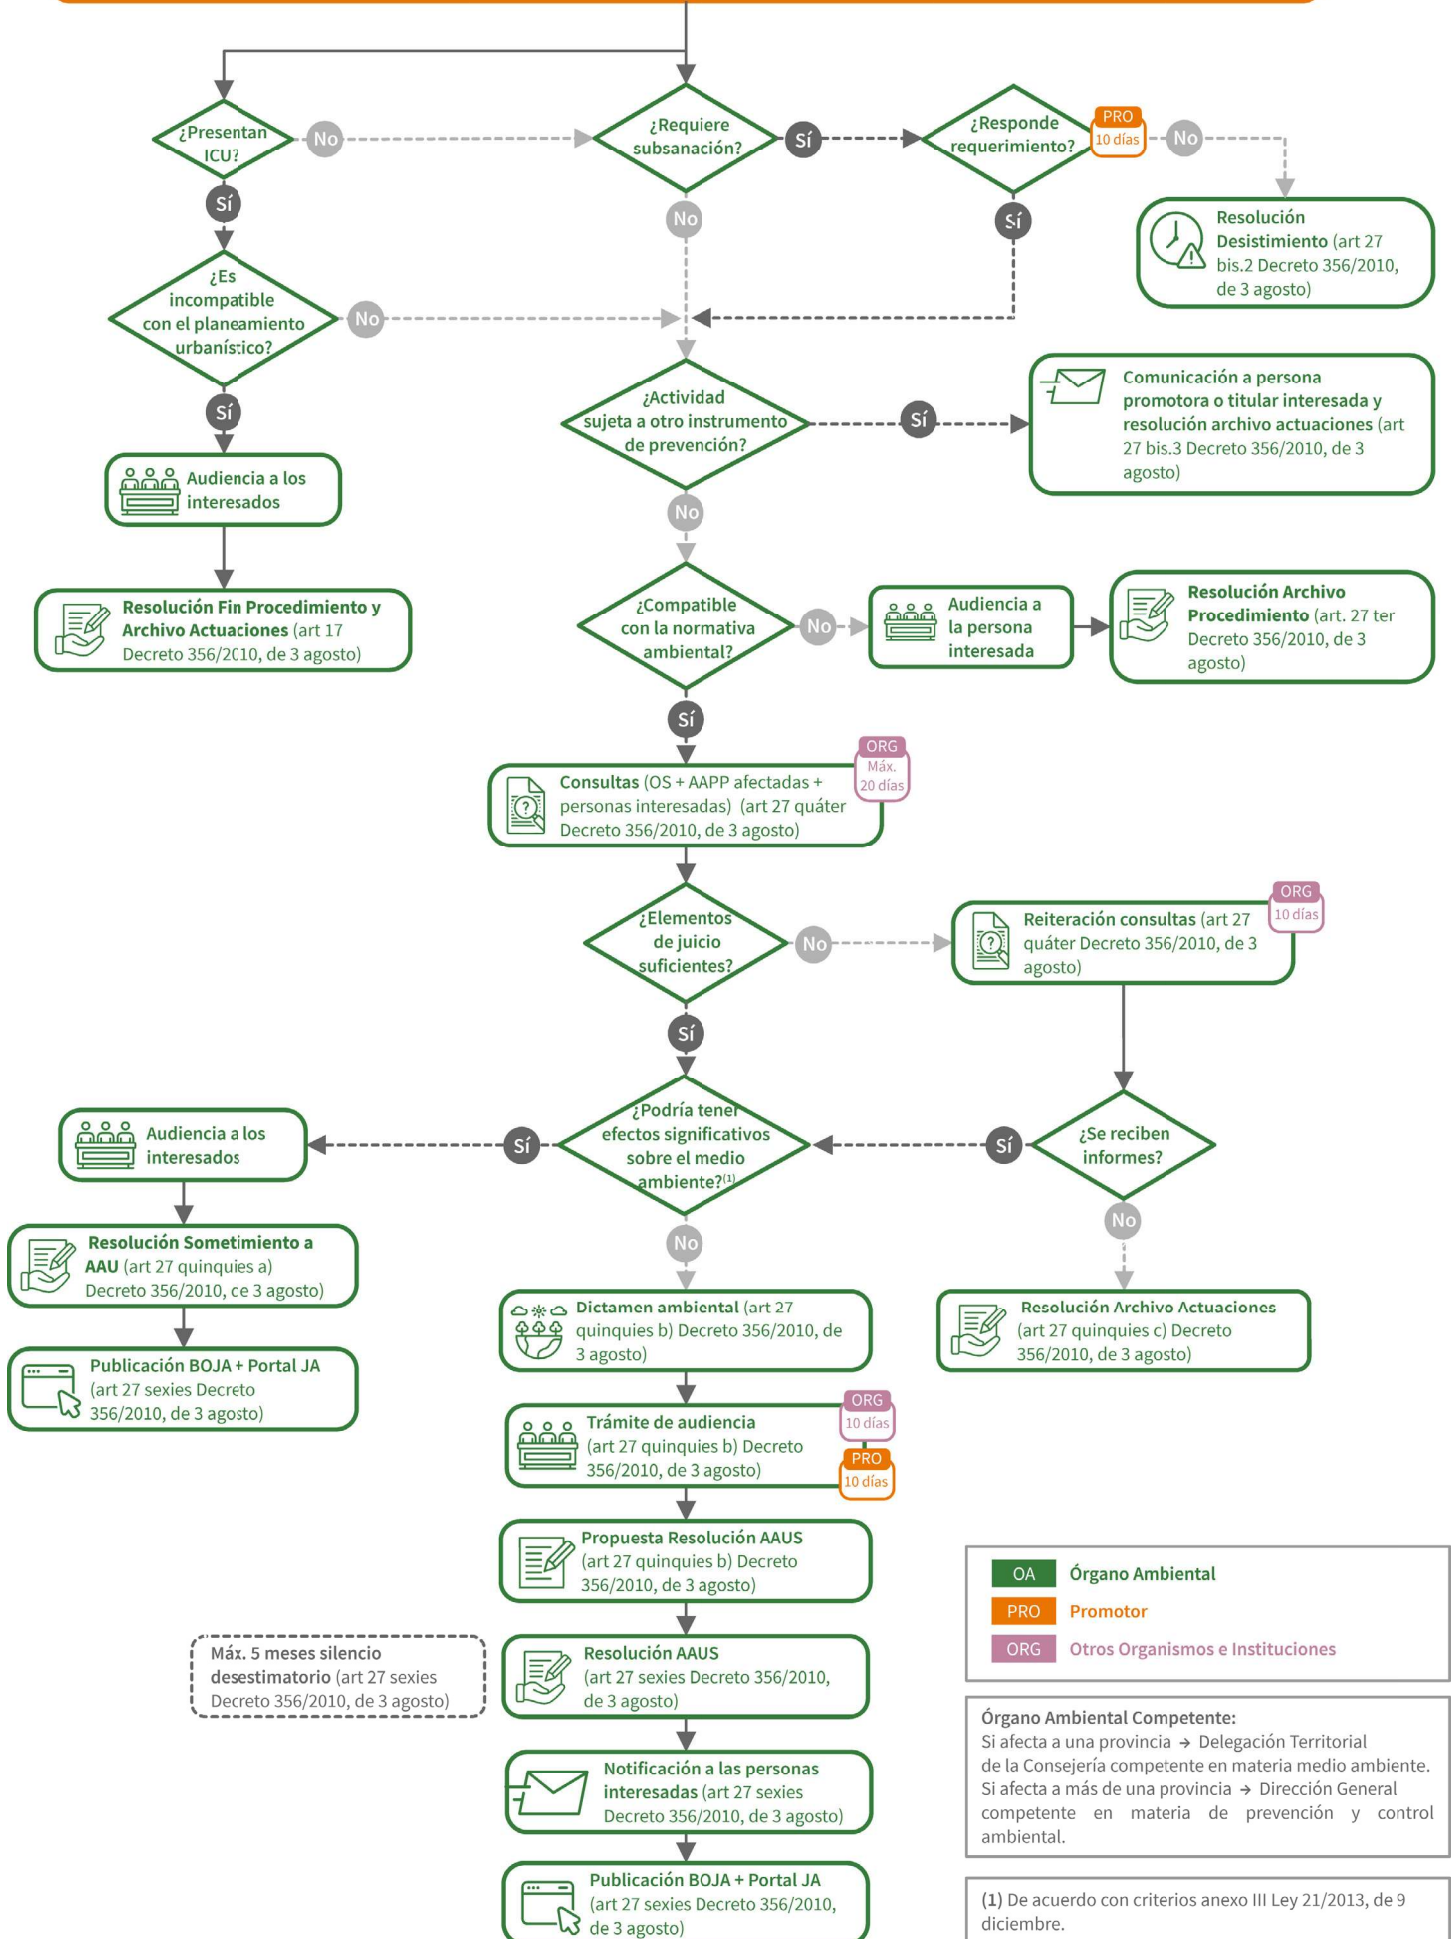 ¿Presentan
ICU?
No
¿Requiere
subsanación?
Sí
¿Responde
requerimiento?
PRO
10 días
No
Sí
No
Sí
Resolución
Desistimiento (art 27
bis.2 Decreto 356/2010,
de 3 agosto)
¿Es
incompatible
con el planeamiento
urbanístico?
No
Sí
¿Actividad
sujeta a otro instrumento
de prevención?
Sí
Comunicación a persona
promotora o titular interesada y
resolución archivo actuaciones (art
27 bis.3 Decreto 356/2010, de 3
agosto)
Audiencia a los
interesados
No
Resolución Fin Procedimiento y
Archivo Actuaciones (art 17
Decreto 356/2010, de 3 agosto)
¿Compatible
con la normativa
ambiental?
No
Audiencia a
la persona
interesada
Resolución Archivo
Procedimiento (art. 27 ter
Decreto 356/2010, de 3
agosto)
Sí
Consultas (OS + AAPP afectadas +
personas interesadas) (art 27 quáter
Decreto 356/2010, de 3 agosto)
ORG
Máx.
20 días
¿Elementos
de juicio
suficientes?
No
Reiteración consultas (art 27
quáter Decreto 356/2010, de 3
agosto)
ORG
10 días
Sí
Audiencia a los
interesados
Sí
¿Podría tener
efectos significativos
sobre el medio
ambiente?(1)
Sí
¿Se reciben
informes?
No
No
Resolución Sometimiento a
AAU (art 27 quinquies a)
Decreto 356/2010, ce 3 agosto)
Dictamen ambiental (art 27
quinquies b) Decreto 356/2010, de
3 agosto)
Resolución Archivo Actuaciones
(art 27 quinquies c) Decreto
356/2010, de 3 agosto)
Publicación BOJA + Portal JA
(art 27 sexies Decreto
356/2010, de 3 agosto)
Trámite de audiencia
(art 27 quinquies b) Decreto
356/2010, de 3 agosto)
ORG
10 días
PRO
10 días
Propuesta Resolución AAUS
(art 27 quinquies b) Decreto
356/2010, de 3 agosto)
OA Órgano Ambiental
PRO Promotor
ORG Otros Organismos e Instituciones
Máx. 5 meses silencio
desestimatorio (art 27 sexies
Decreto 356/2010, de 3 agosto)
Resolución AAUS
(art 27 sexies Decreto 356/2010,
de 3 agosto)
Órgano Ambiental Competente:
Si afecta a una provincia → Delegación Territorial
de la Consejería competente en materia medio ambiente.
Si afecta a más de una provincia → Dirección General
competente en materia de prevención y control
ambiental.
Notificación a las personas
interesadas (art 27 sexies
Decreto 356/2010, de 3 agosto)
Publicación BOJA + Portal JA
(art 27 sexies Decreto 356/2010,
de 3 agosto)
(1) De acuerdo con criterios anexo III Ley 21/2013, de 9
diciembre.